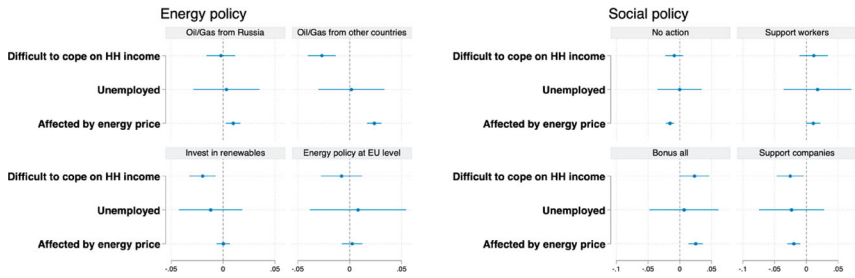 Energy policy
Oil/Gas from Russia
Oil/Gas from other countries
Difficult to cope on HH income
Unemployed
Affected by energy price
Invest in renewables
Energy policy at EU level
Difficult to cope on HH income
Unemployed
Affected by energy price
-.05 0 .05 -.05 0 .05
Social policy
No action
Support workers
Difficult to cope on HH income
Unemployed
Affected by energy price
Bonus all
Support companies
Difficult to cope on HH income
Unemployed
Affected by energy price
-.1 -.05 0 .05 -.1 -.05 0 .05